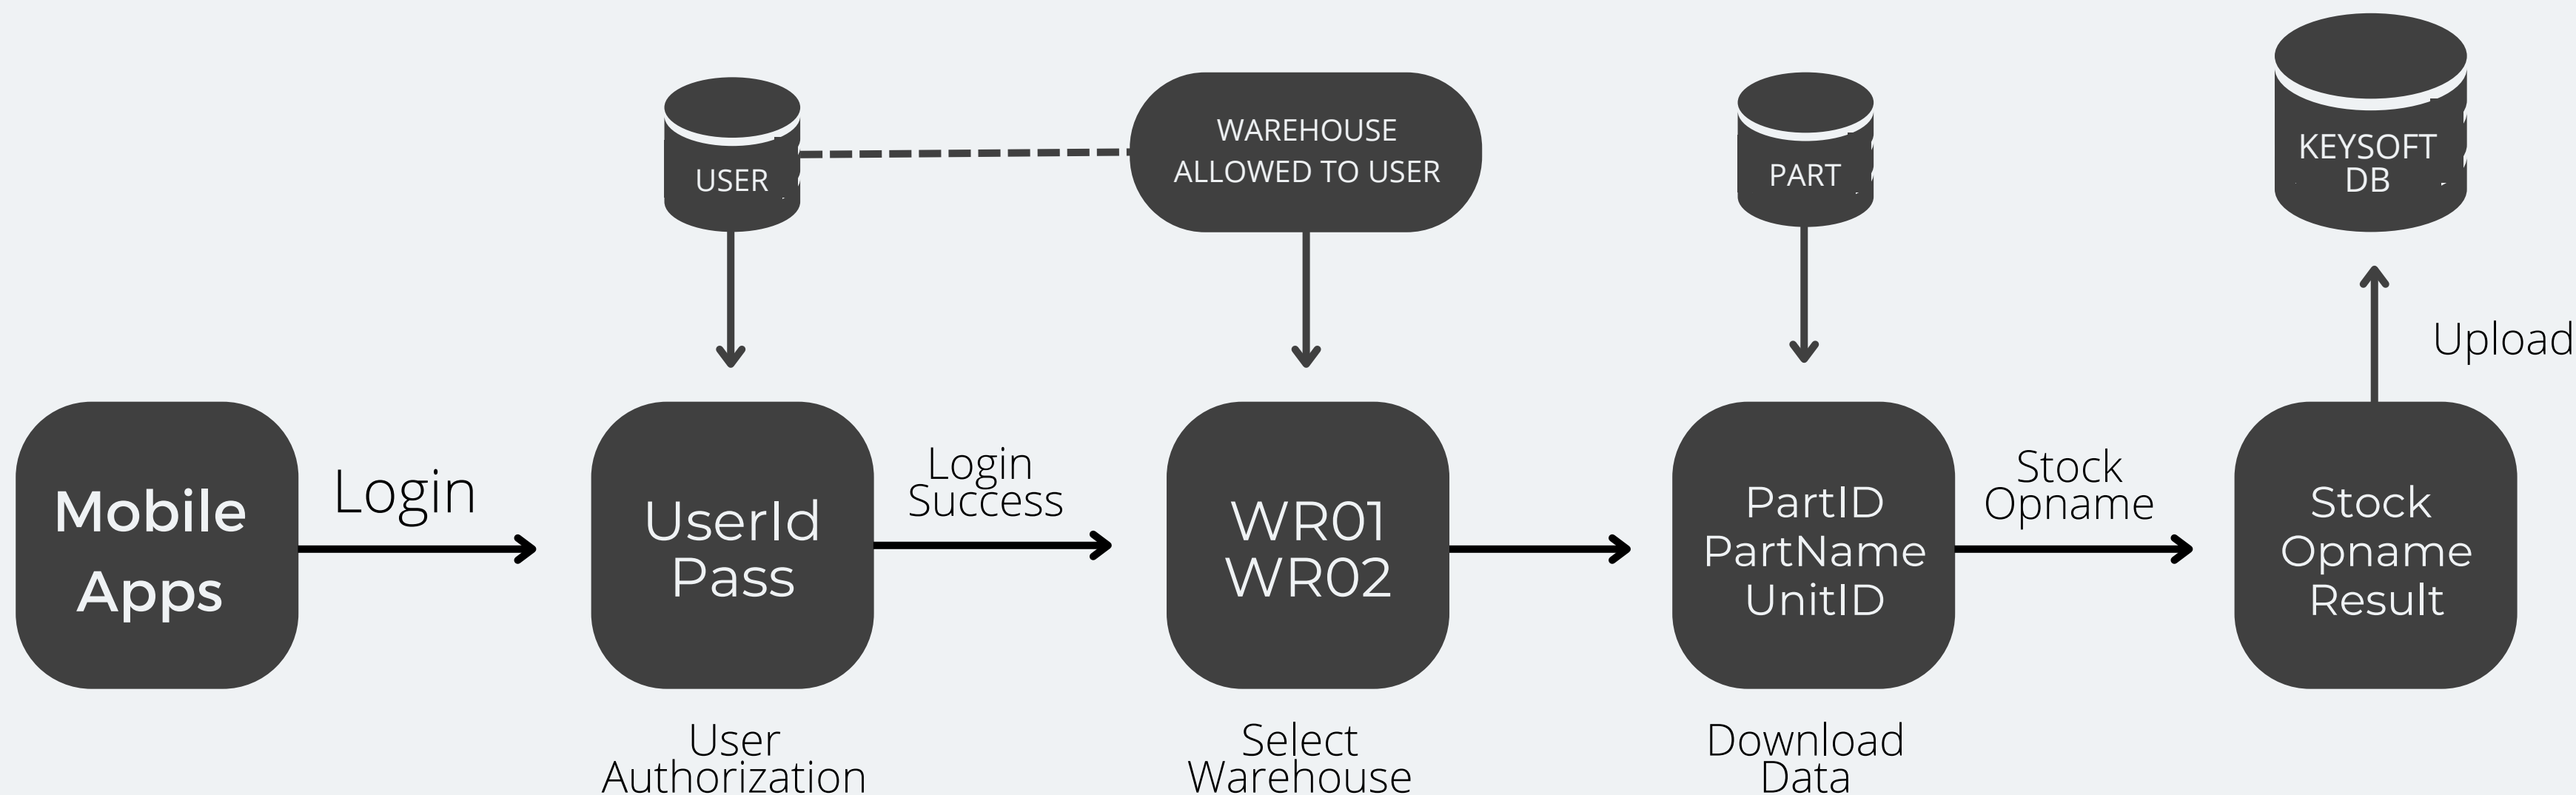 USER
WAREHOUSE
ALLOWED TO USER
PART
KEYSOFT
DB
Upload
Mobile
Apps
Login
UserId
Pass
Login
Success
WR01
WR02
PartID
PartName
UnitID
Stock
Opname
Stock
Opname
Result
User
Authorization
Select
Warehouse
Download
Data